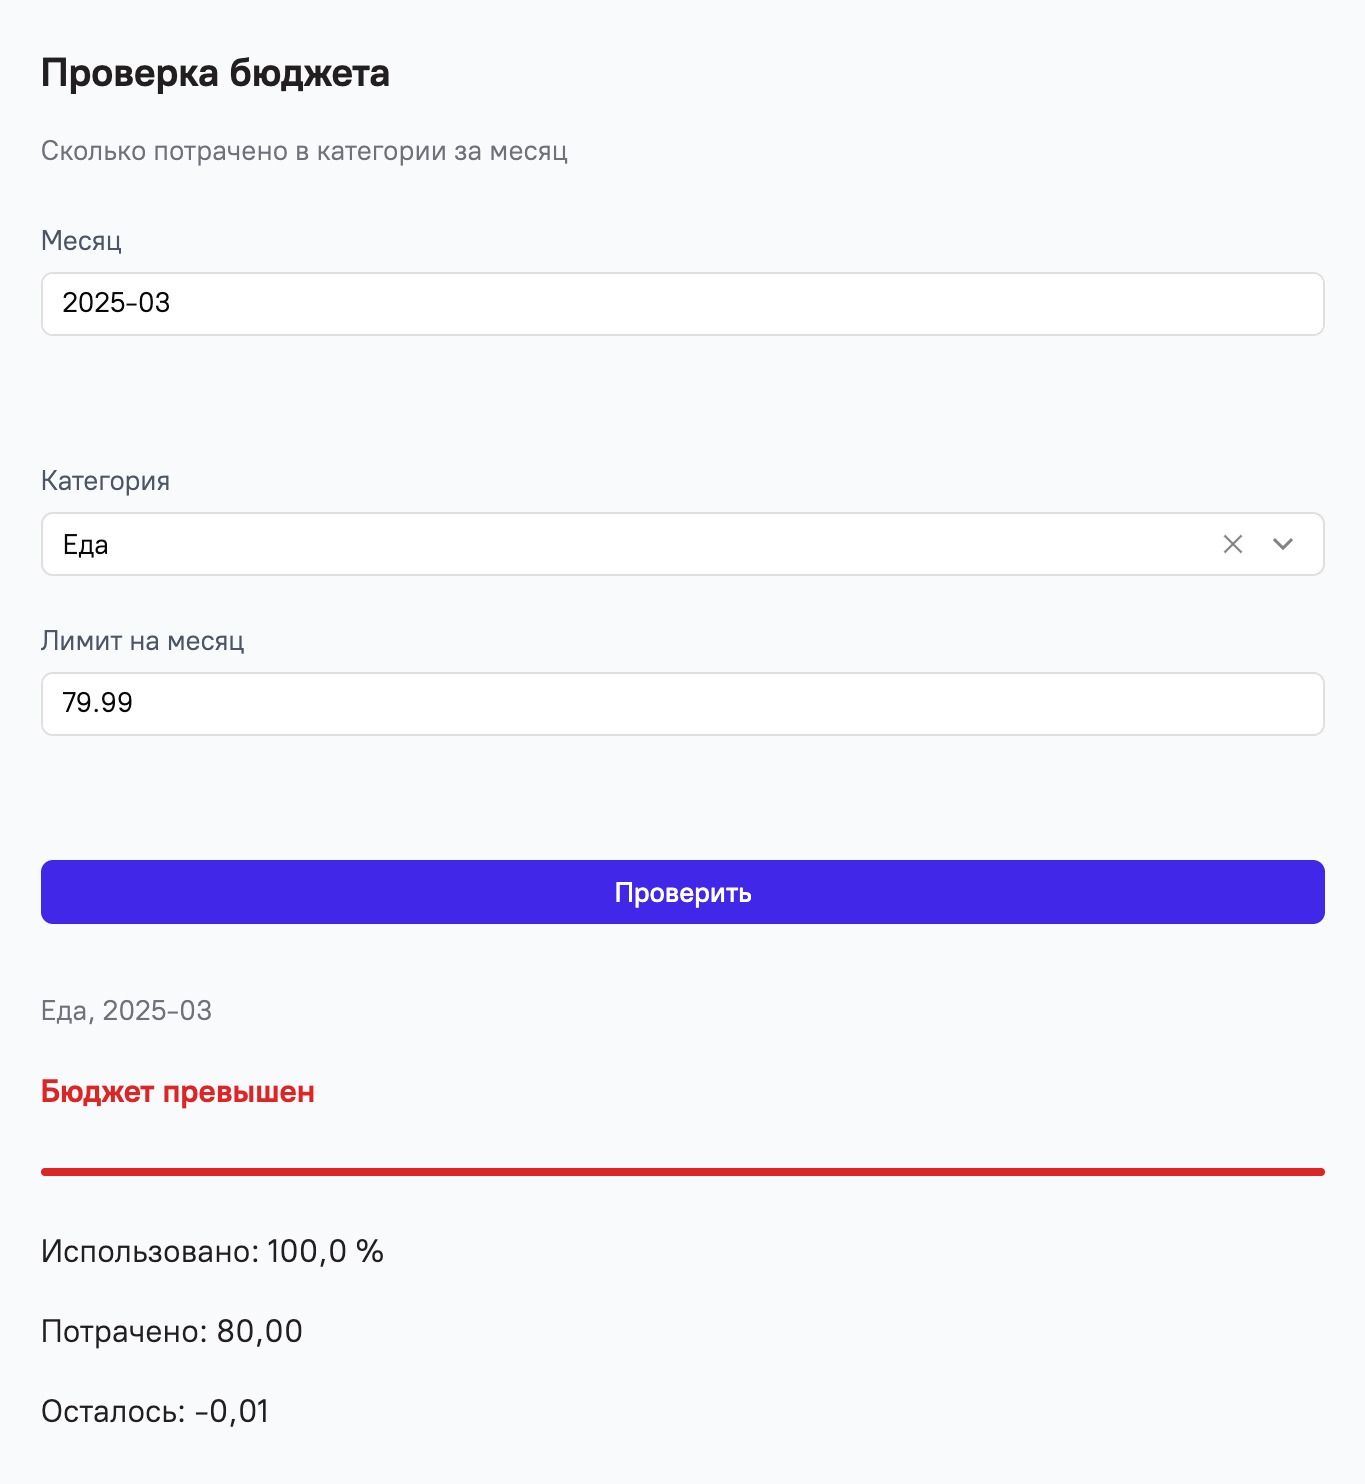 Проверка бюджета
Сколько потрачено в категории за месяц
Месяц
2025-03
Категория
Еда
Лимит на месяц
79.99
Проверить
Еда, 2025-03
Бюджет превышен
Использовано: 100,0 %
Потрачено: 80,00
Осталось: -0,01